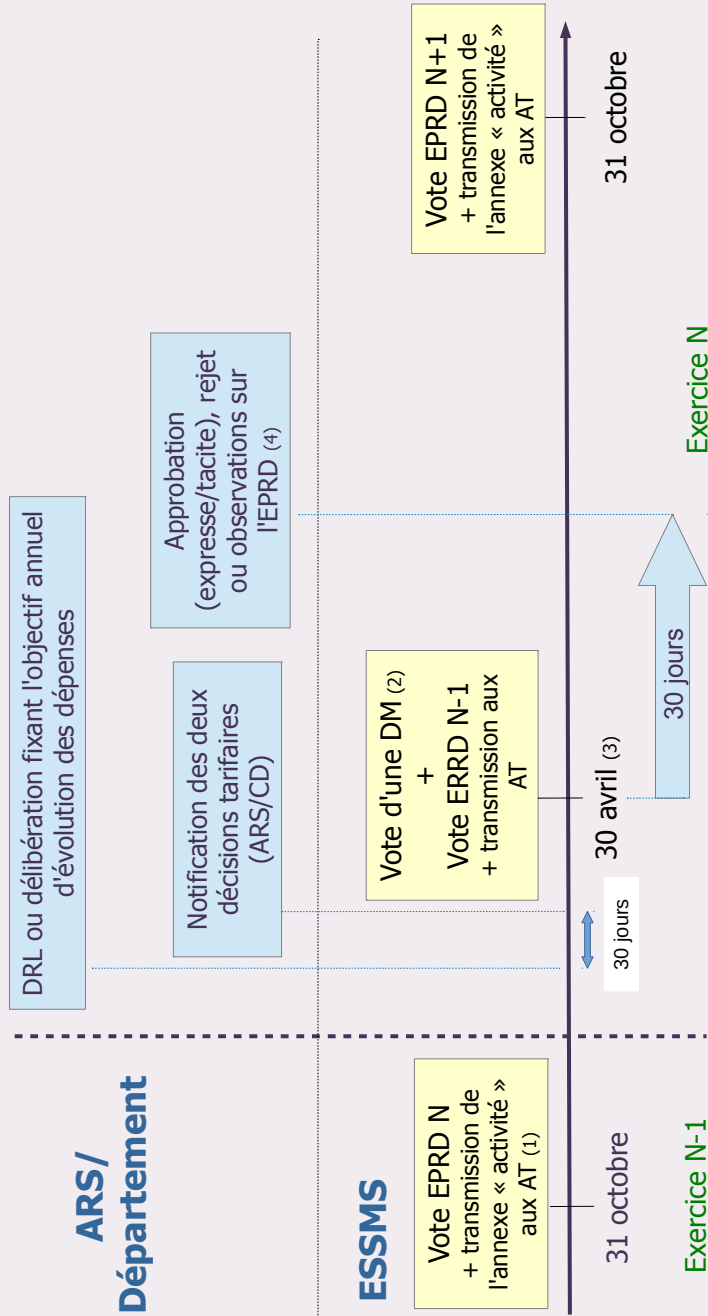 DRL ou délibération fixant l'objectif annuel
d'évolution des dépenses
ARS/
Département
Notification des deux
décisions tarifaires
(ARS/CD)
Approbation
(expresse/tacite), rejet
ou observations sur
l'EPRD (4)
ESSMS
Vote EPRD N
+ transmission de
l'annexe « activité »
aux AT (1)
Vote d'une DM (2)
+
Vote ERRD N-1
+ transmission aux
AT
Vote EPRD N+1
+ transmission de
l'annexe « activité »
aux AT
31 octobre
30 jours
30 avril (3)
31 octobre
30 jours
Exercice N-1
Exercice N